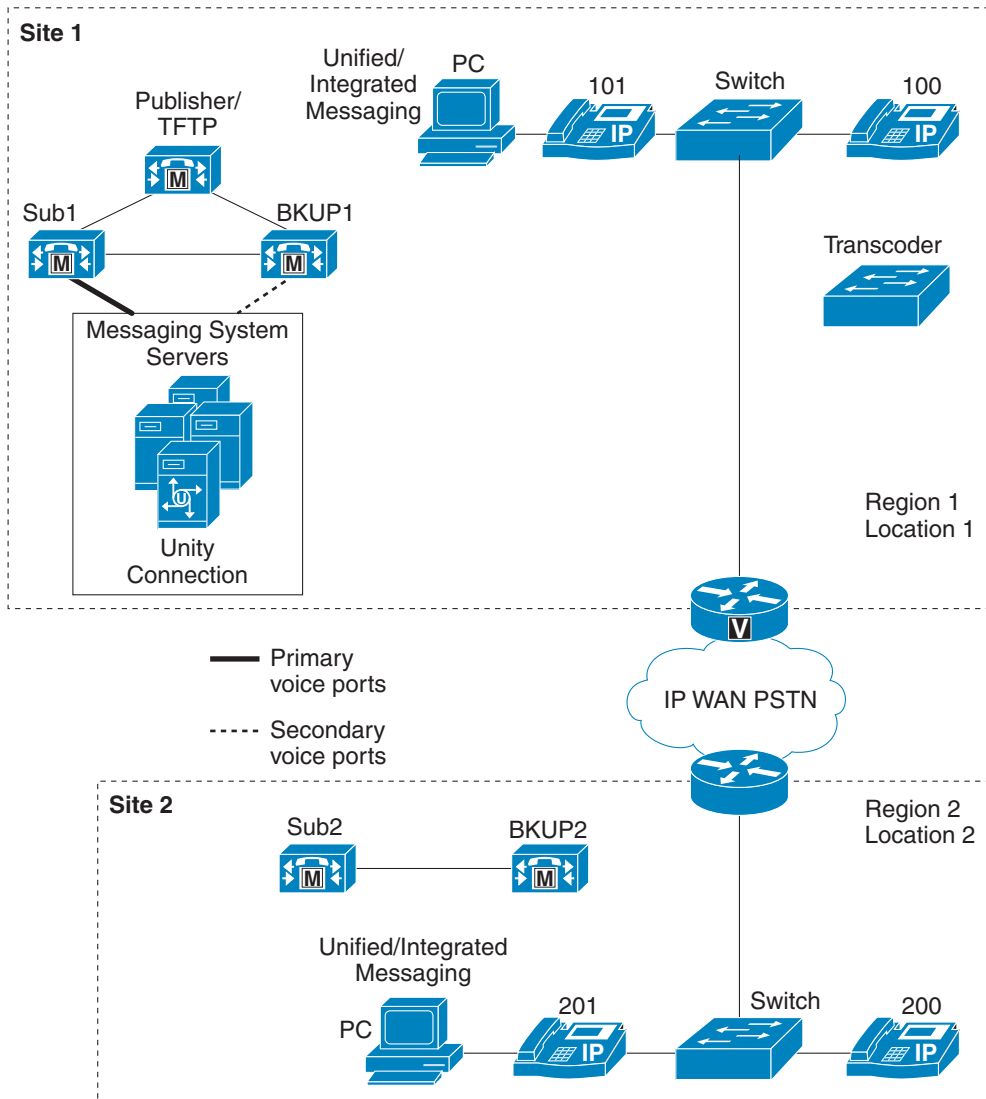 Site 1
Unified/
Integrated
Messaging
PC
101
Switch
100
IP
IP
Publisher/
TFTP
M
Sub1
BKUP1
M
M
Transcoder
Messaging System
Servers
U
Unity
Connection
Region 1
Location 1
V
Primary
voice ports
IP WAN PSTN
Secondary
voice ports
Site 2
Region 2
Location 2
Sub2
BKUP2
M
M
Unified/Integrated
Messaging
PC
201
Switch
200
IP
IP